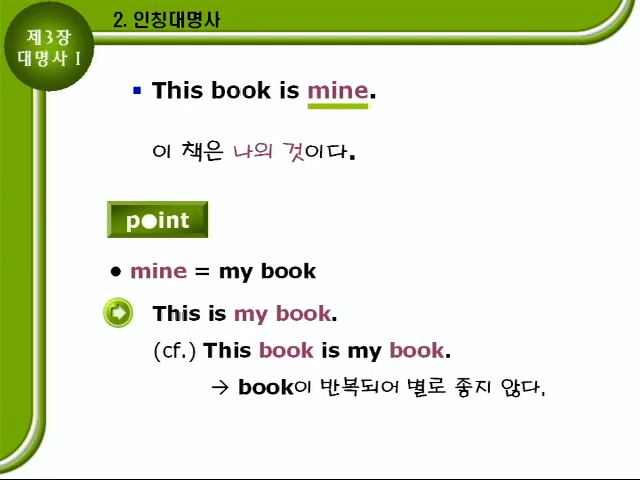 제3장
대명사 I
2. 인칭대명사
▪ This book is mine.
이 책은 나의 것이다.
point
● mine = my book
This is my book.
(cf.) This book is my book.
→ book이 반복되어 별로 좋지 않다.